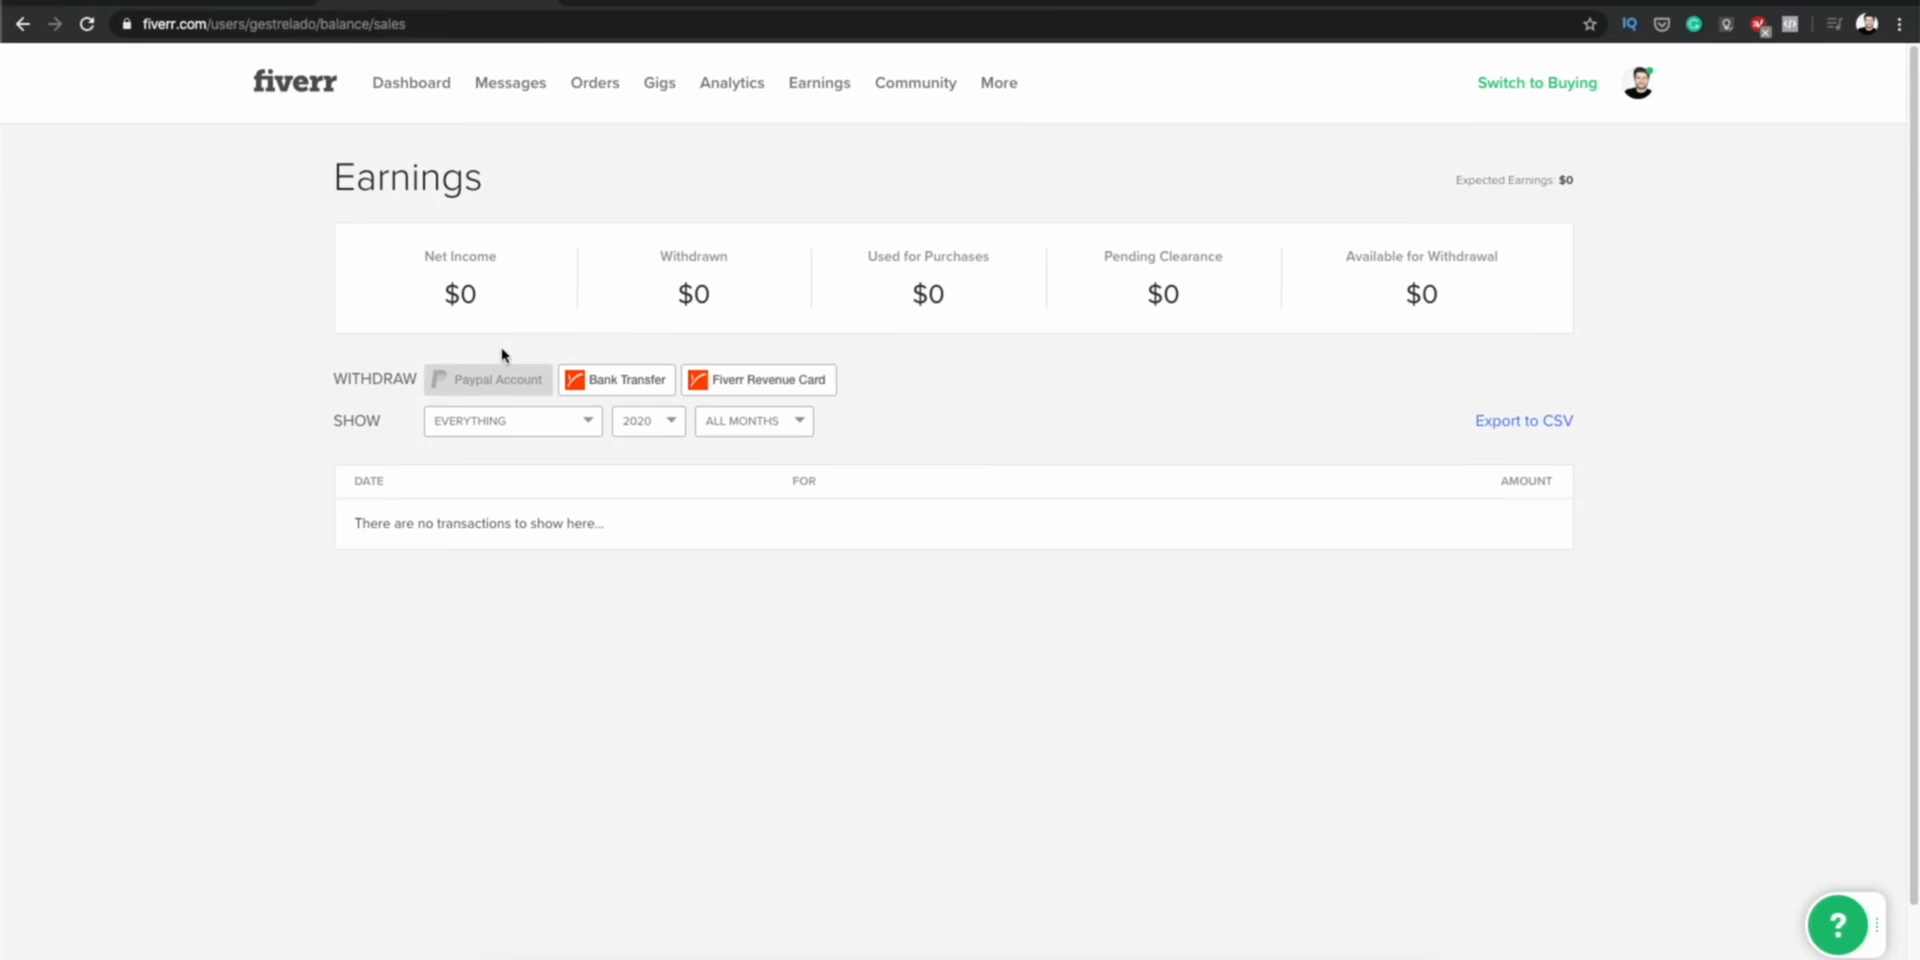 fiverr.com/users/gestrelado/balance/sales
IQ
fiverr Dashboard Messages Orders Gigs Analytics Earnings Community More Switch to Buying
Earnings
Expected Earnings: $0
Net Income Withdrawn Used for Purchases Pending Clearance Available for Withdrawal
$0 $0 $0 $0 $0
WITHDRAW Paypal Account Bank Transfer Fiverr Revenue Card
SHOW EVERYTHING 2020 ALL MONTHS Export to CSV
DATE FOR AMOUNT
There are no transactions to show here...
?